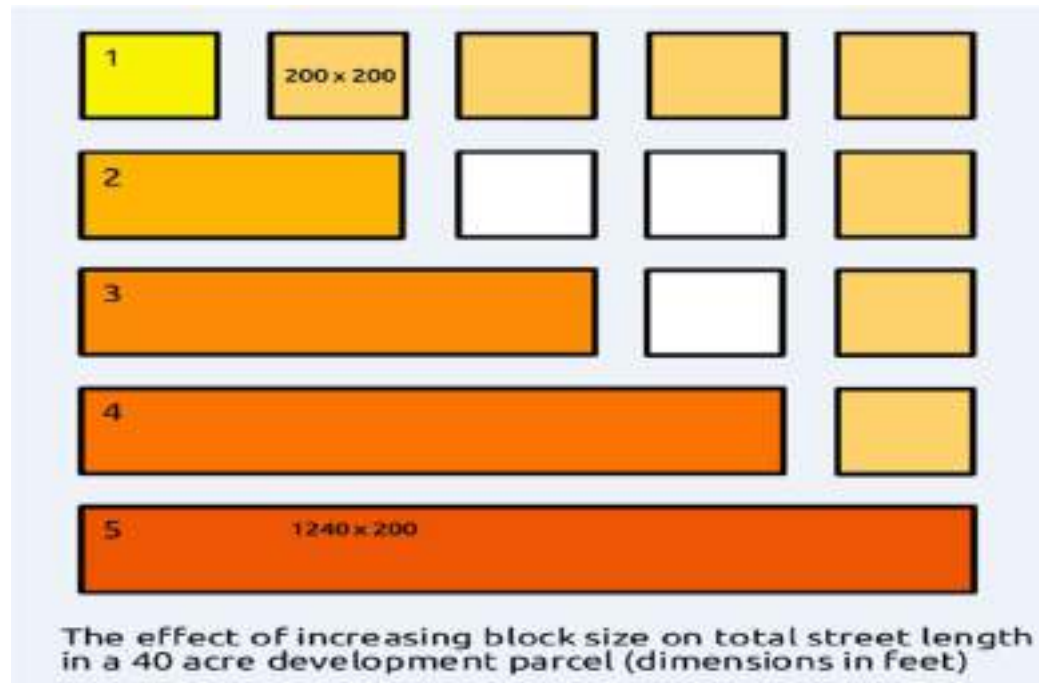 1
200 x 200
2
3
4
5
1240 x 200
The effect of increasing block size on total street length
in a 40 acre development parcel (dimensions in feet)